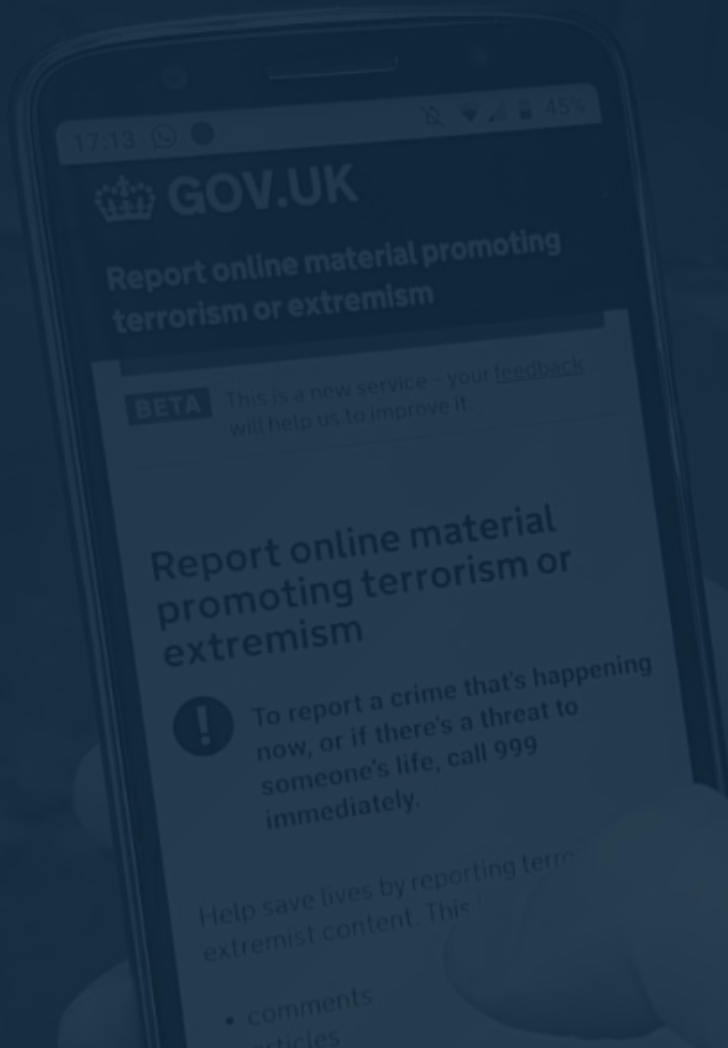 17:13 45%
GOV.UK
Report online material promoting
terrorism or extremism
BETA This is a new service – your feedback
will help us to improve it.
Report online material
promoting terrorism or
extremism
! To report a crime that's happening
now, or if there's a threat to
someone's life, call 999
immediately.
Help save lives by reporting
extremist content. This
• comments
articles